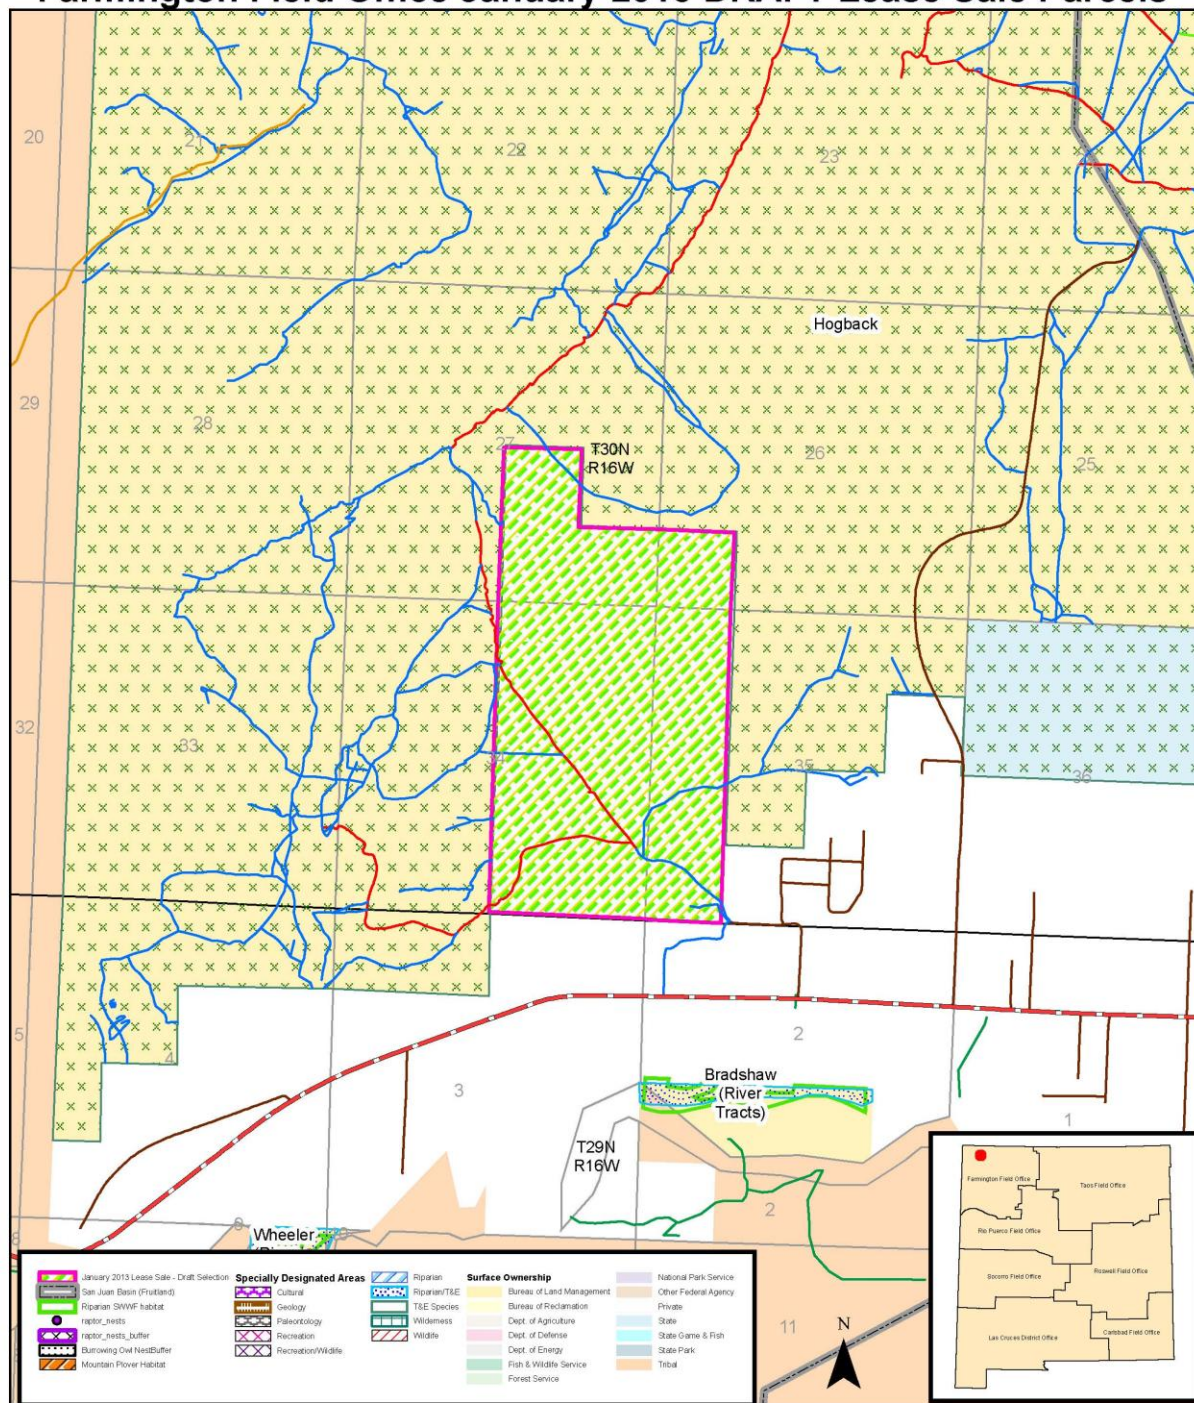 Farmington Field Office January 2013 DRAFT Lease Sale Parcels
20
21
22
23
Hogback
29
28
27
T30N
R16W
26
25
32
33
34
35
36
5
4
3
2
1
Bradshaw
(River
Tracts)
T29N
R16W
2
Wheeler
9
8
11
N
January 2013 Lease Sale - Draft Selection
San Juan Basin (Fruitland)
Riparian SWWF habitat
raptor_nests
raptor_nests_buffer
Burrowing Owl NestBuffer
Mountain Plover Habitat
Specially Designated Areas
Cultural
Geology
Paleontology
Recreation
Recreation/Wildlife
Riparian
Riparian/T&E
T&E Species
Wilderness
Wildlife
Surface Ownership
Bureau of Land Management
Bureau of Reclamation
Dept. of Agriculture
Dept. of Defense
Dept. of Energy
Fish & Wildlife Service
Forest Service
National Park Service
Other Federal Agency
Private
State
State Game & Fish
State Park
Tribal
Farmington Field Office
Taos Field Office
Rio Puerco Field Office
Socorro Field Office
Roswell Field Office
Las Cruces District Office
Carlsbad Field Office